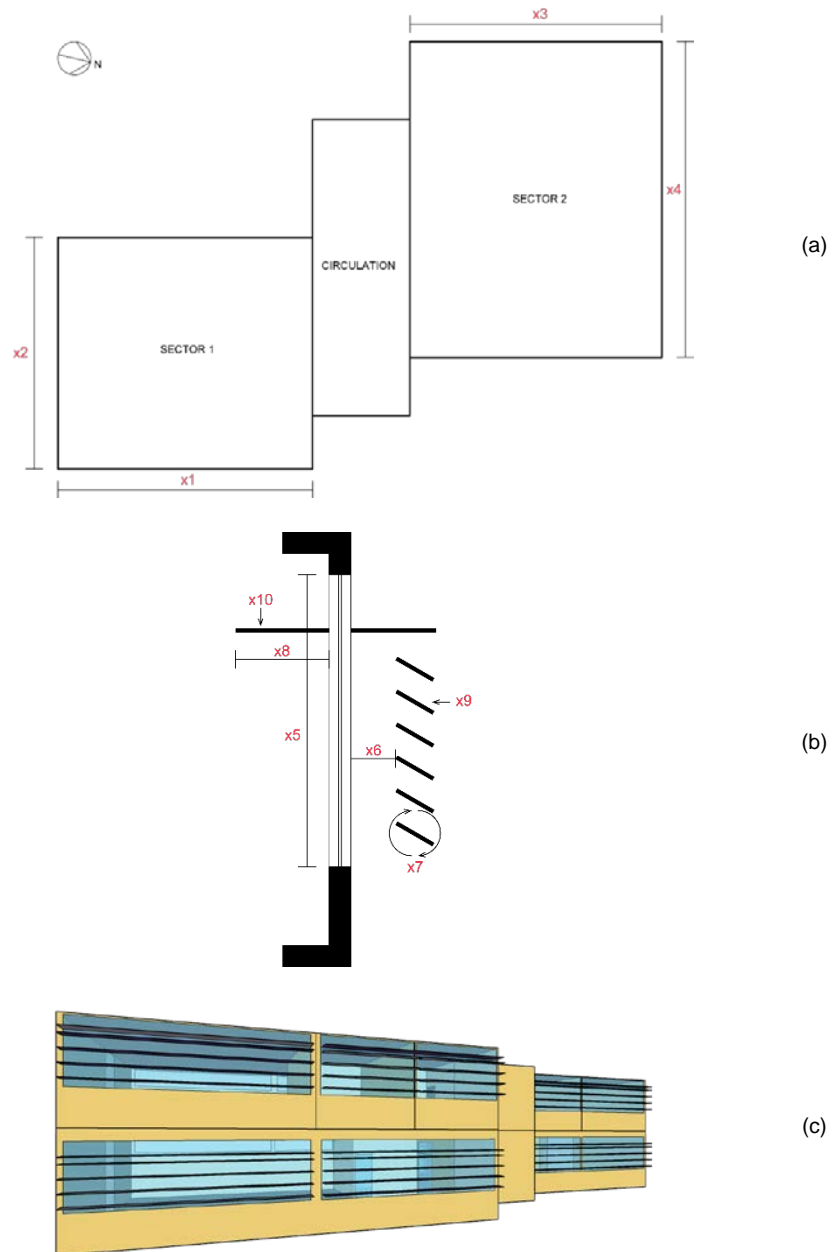 x3
N
SECTOR 2
x4
(a)
CIRCULATION
x2
SECTOR 1
x1
x10
x8
x9
x5
x6
(b)
x7
(c)